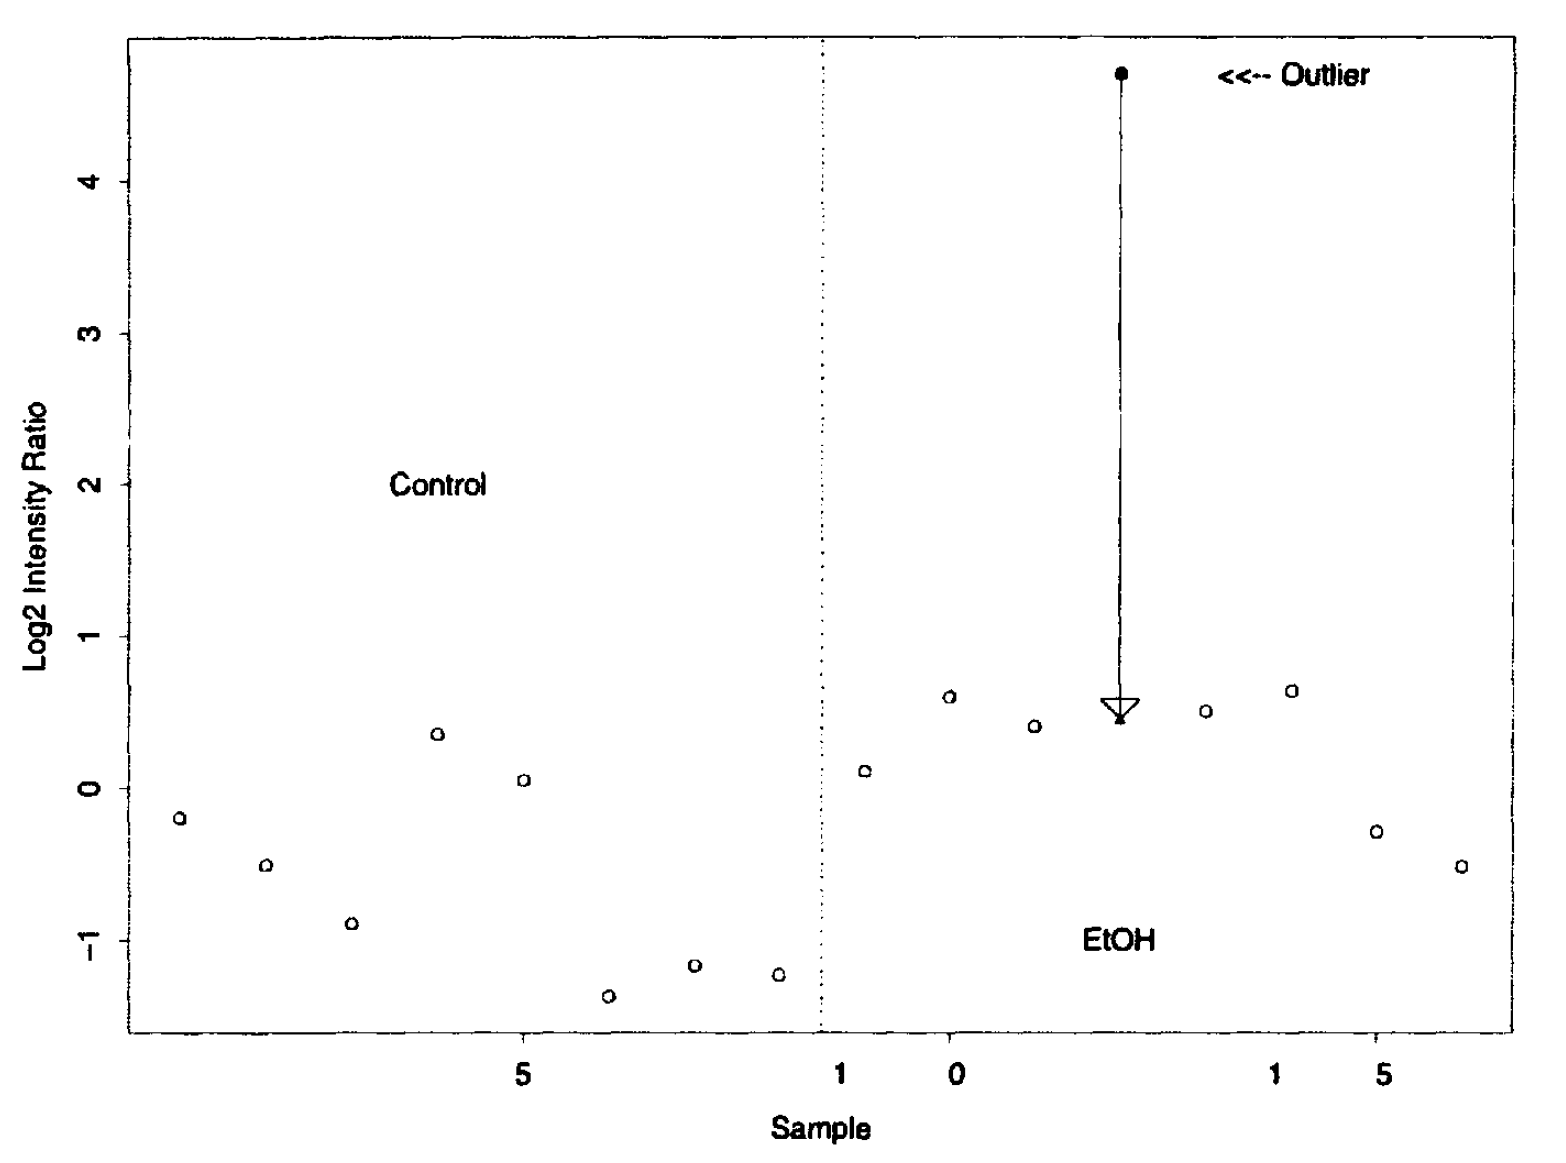 <<-- Outlier
4
3
2
1
0
-1
Log2 Intensity Ratio
Control
EtOH
5 1 0 1 5
Sample